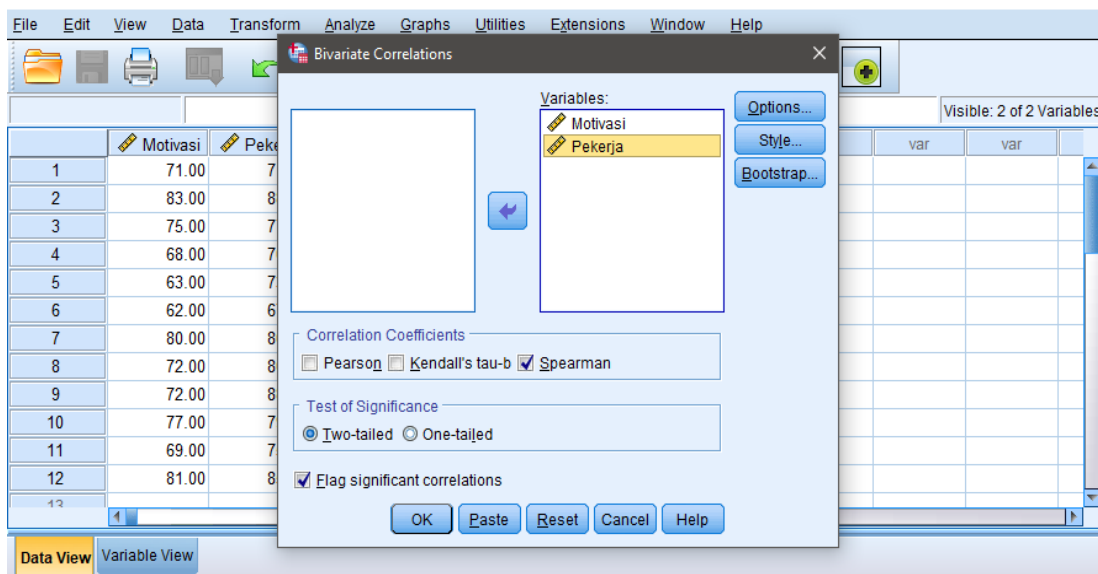 File Edit View Data Transform Analyze Graphs Utilities Extensions Window Help
Bivariate Correlations
Visible: 2 of 2 Variables
Variables:
Motivasi
Pekerja
Options...
Style...
Bootstrap...
Motivasi var var
1 71.00
2 83.00
3 75.00
4 68.00
5 63.00
6 62.00
7 80.00
8 72.00
9 72.00
10 77.00
11 69.00
12 81.00
13
Correlation Coefficients
Pearson Kendall's tau-b Spearman
Test of Significance
Two-tailed One-tailed
Flag significant correlations
OK Paste Reset Cancel Help
Data View Variable View